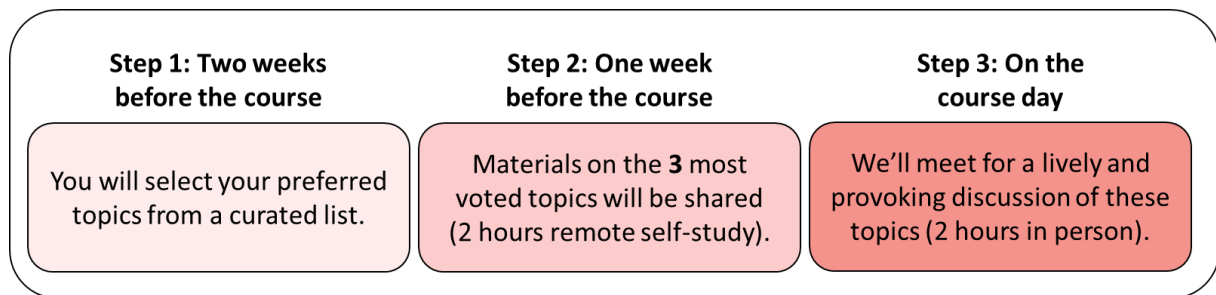 Step 1: Two weeks
before the course
You will select your preferred
topics from a curated list.
Step 2: One week
before the course
Materials on the 3 most
voted topics will be shared
(2 hours remote self-study).
Step 3: On the
course day
We’ll meet for a lively and
provoking discussion of these
topics (2 hours in person).